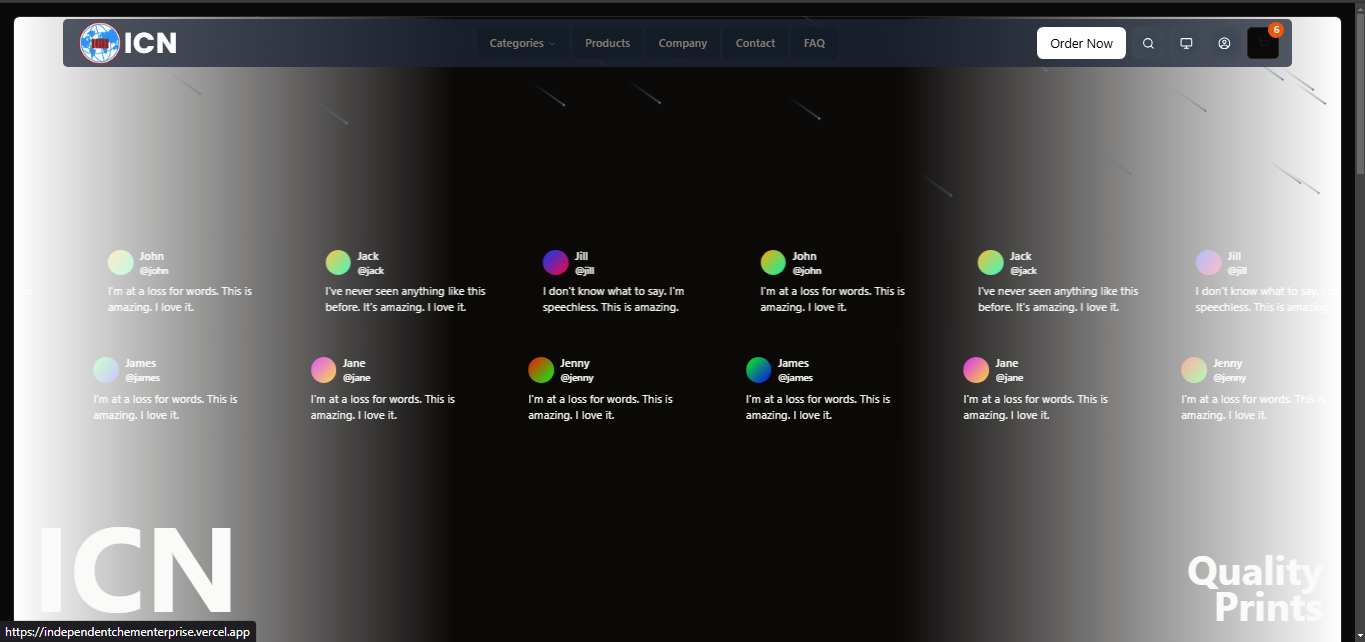 ICN
Categories
Products
Company
Contact
FAQ
Order Now
6
John
@john
I'm at a loss for words. This is
amazing. I love it.
Jack
@jack
I've never seen anything like this
before. It's amazing. I love it.
Jill
@jill
I don't know what to say. I'm
speechless. This is amazing.
John
@john
I'm at a loss for words. This is
amazing. I love it.
Jack
@jack
I've never seen anything like this
before. It's amazing. I love it.
Jill
@jill
I don't know what to say.
speechless. This is amazing
James
@james
I'm at a loss for words. This is
amazing. I love it.
Jane
@jane
I'm at a loss for words. This is
amazing. I love it.
Jenny
@jenny
I'm at a loss for words. This is
amazing. I love it.
James
@james
I'm at a loss for words. This is
amazing. I love it.
Jane
@jane
I'm at a loss for words. This is
amazing. I love it.
Jenny
@jenny
I'm at a loss for words. This is
amazing. I love it.
ICN
Quality
Prints
https://independentchementerprise.vercel.app